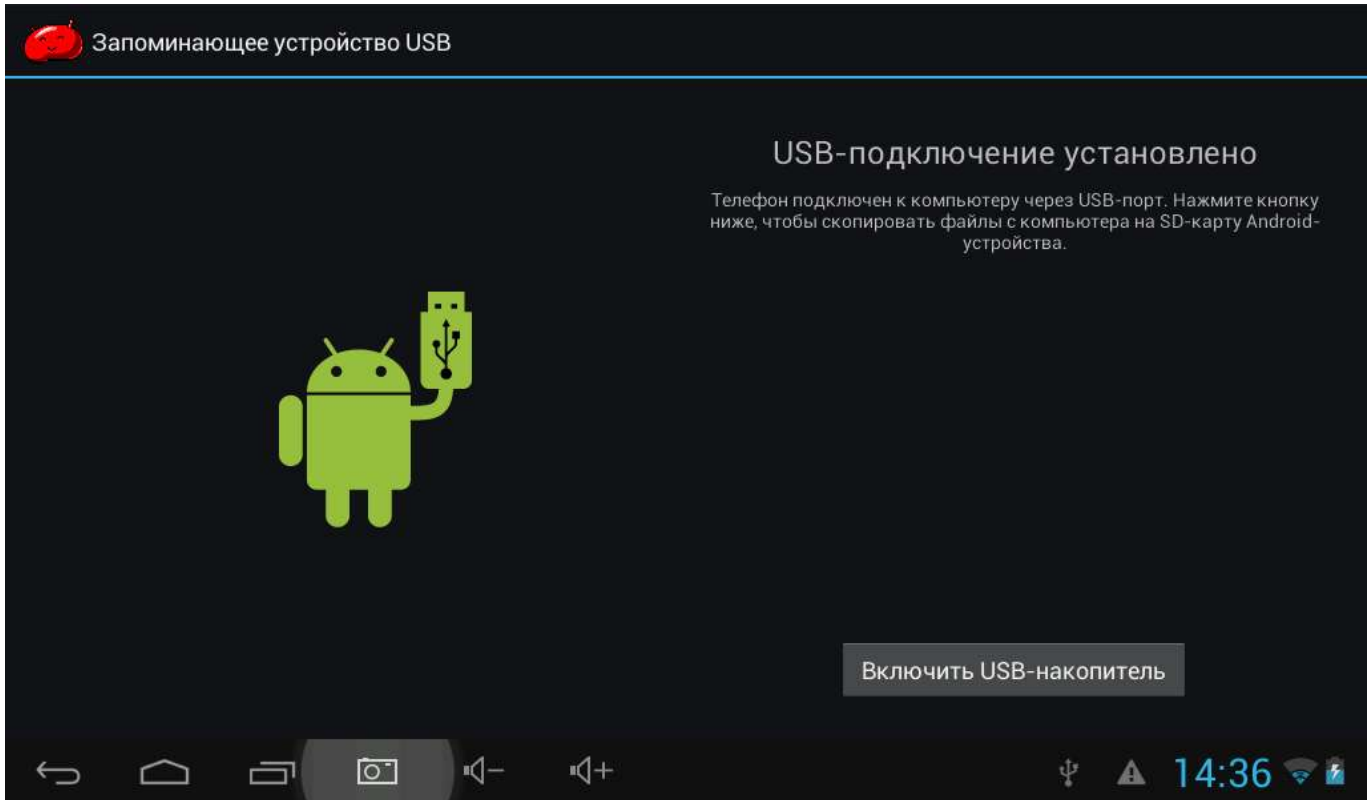 Запоминающее устройство USB
USB-подключение установлено
Телефон подключен к компьютеру через USB-порт. Нажмите кнопку
ниже, чтобы скопировать файлы с компьютера на SD-карту Android-
устройства.
Включить USB-накопитель
14:36